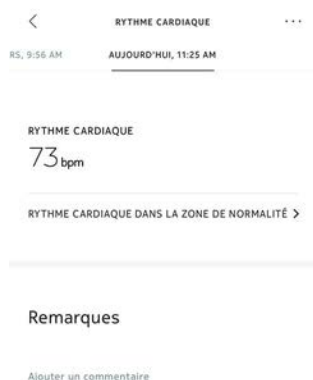 RYTHME CARDIAQUE
RS, 9:56 AM AUJOURD'HUI, 11:25 AM
RYTHME CARDIAQUE
73 bpm
RYTHME CARDIAQUE DANS LA ZONE DE NORMALITÉ
Remarques
Ajouter un commentaire